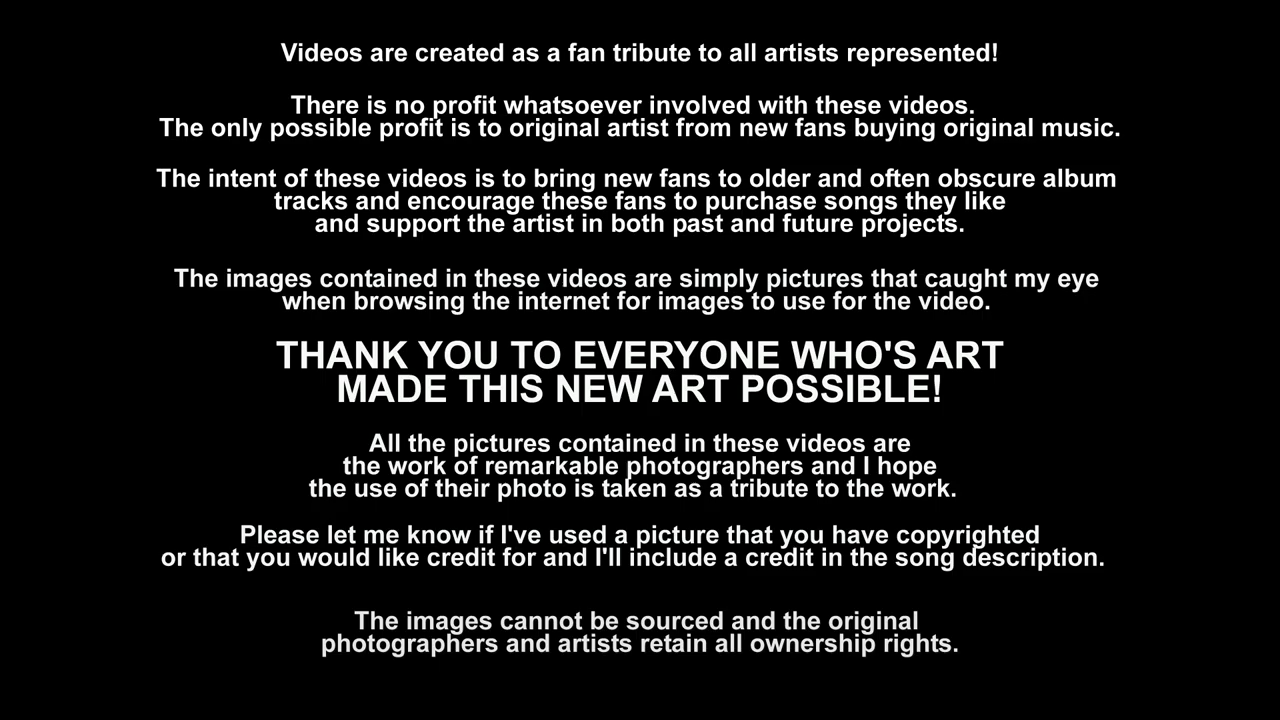 Videos are created as a fan tribute to all artists represented!
There is no profit whatsoever involved with these videos.
The only possible profit is to original artist from new fans buying original music.
The intent of these videos is to bring new fans to older and often obscure album
tracks and encourage these fans to purchase songs they like
and support the artist in both past and future projects.
The images contained in these videos are simply pictures that caught my eye
when browsing the internet for images to use for the video.
THANK YOU TO EVERYONE WHO'S ART
MADE THIS NEW ART POSSIBLE!
All the pictures contained in these videos are
the work of remarkable photographers and I hope
the use of their photo is taken as a tribute to the work.
Please let me know if I've used a picture that you have copyrighted
or that you would like credit for and I'll include a credit in the song description.
The images cannot be sourced and the original
photographers and artists retain all ownership rights.